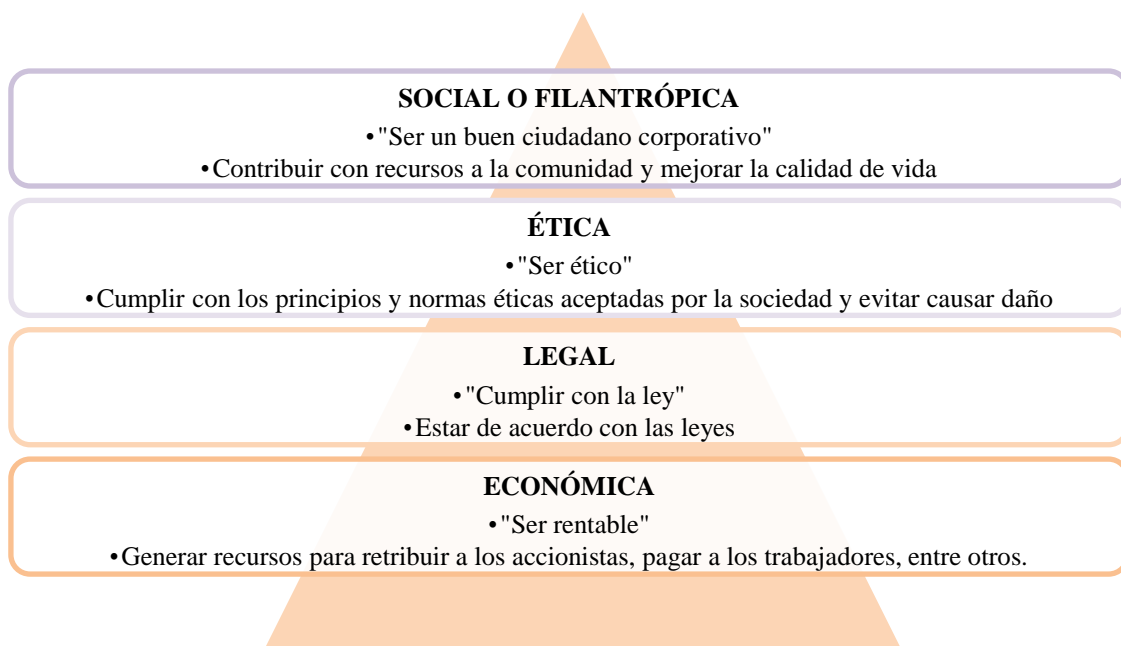 SOCIAL O FILANTRÓPICA
•"Ser un buen ciudadano corporativo"
•Contribuir con recursos a la comunidad y mejorar la calidad de vida
ÉTICA
•"Ser ético"
•Cumplir con los principios y normas éticas aceptadas por la sociedad y evitar causar daño
LEGAL
•"Cumplir con la ley"
•Estar de acuerdo con las leyes
ECONÓMICA
•"Ser rentable"
•Generar recursos para retribuir a los accionistas, pagar a los trabajadores, entre otros.